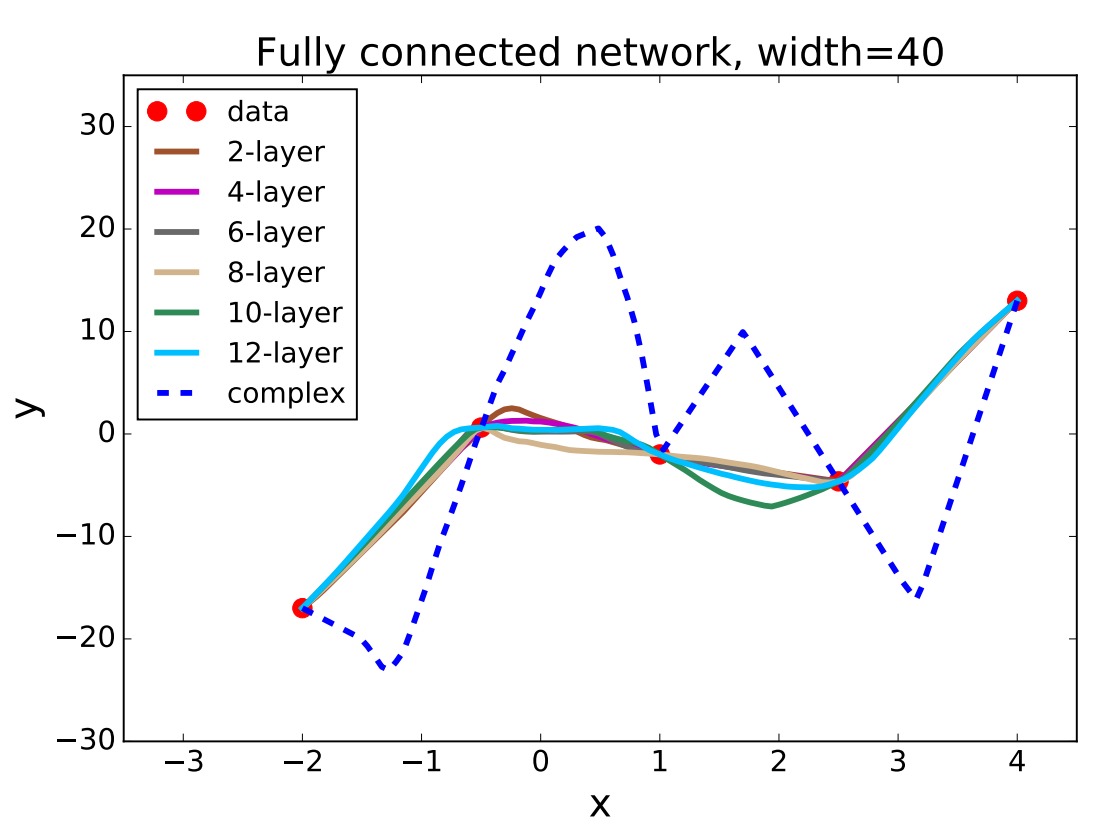 Fully connected network, width=40
data
2-layer
4-layer
6-layer
8-layer
10-layer
12-layer
complex
30
20
10
0
−10
−20
−30
y
−3 −2 −1 0 1 2 3 4
x